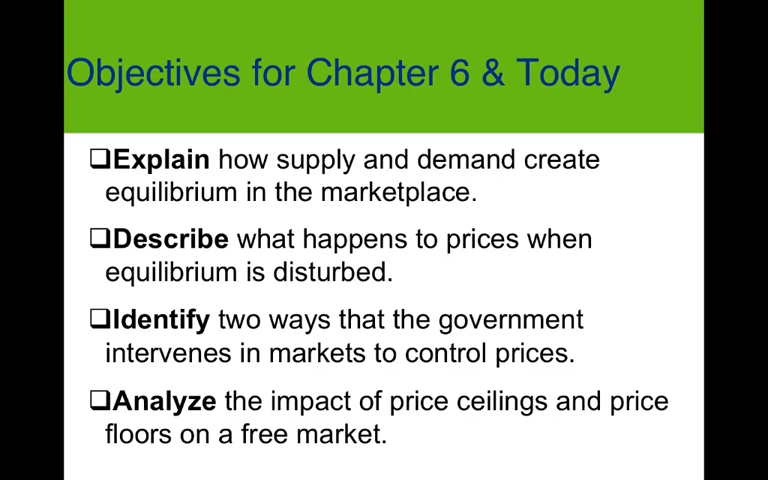 Objectives for Chapter 6 & Today
❑Explain how supply and demand create
equilibrium in the marketplace.
❑Describe what happens to prices when
equilibrium is disturbed.
❑Identify two ways that the government
intervenes in markets to control prices.
❑Analyze the impact of price ceilings and price
floors on a free market.